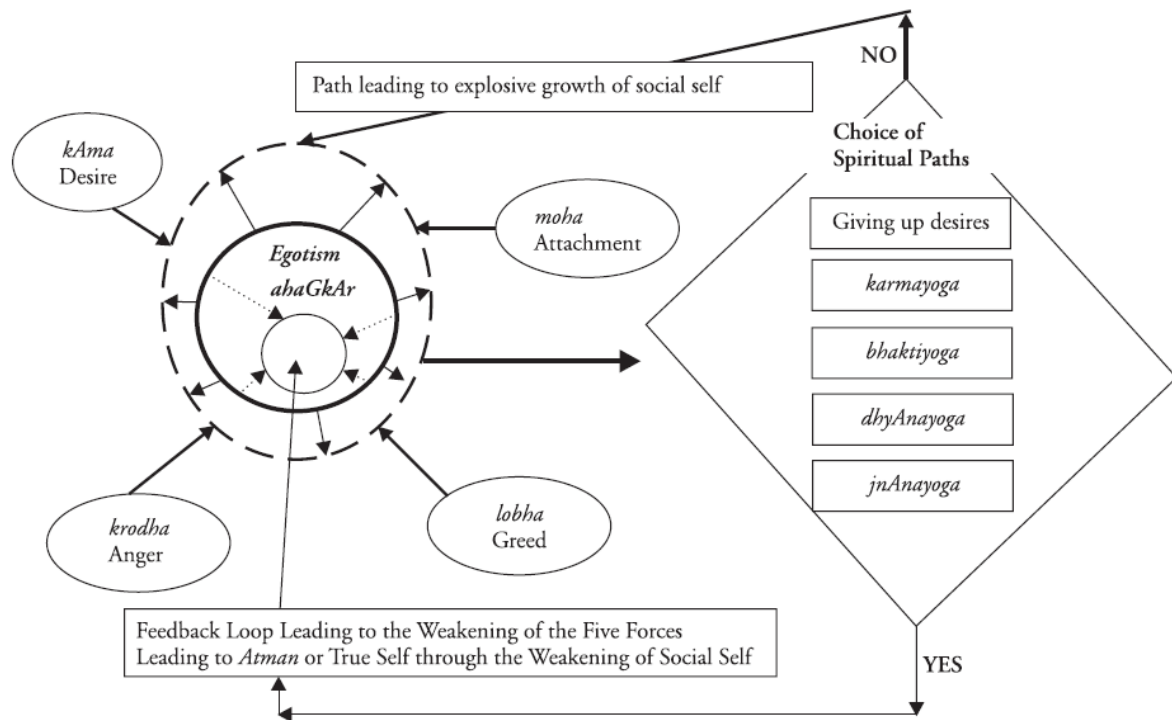 NO
Path leading to explosive growth of social self
Choice of
Spiritual Paths
kAma
Desire
moha
Attachment
Giving up desires
Egotism
ahaGkAr
karmayoga
bhaktiyoga
dhyAnayoga
jnAnayoga
lobha
Greed
krodha
Anger
Feedback Loop Leading to the Weakening of the Five Forces
Leading to Atman or True Self through the Weakening of Social Self
YES